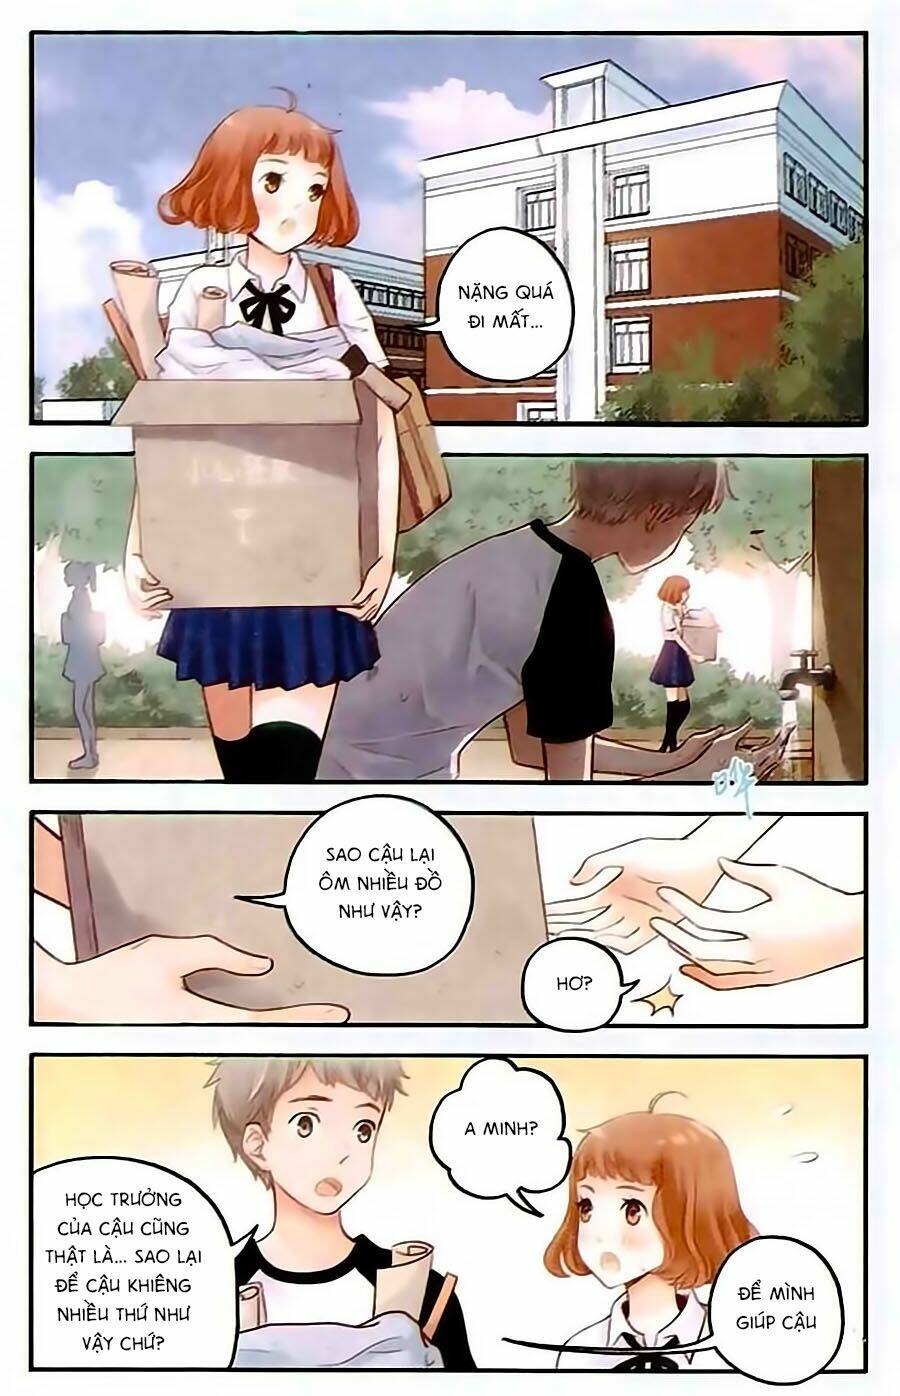 NẶNG QUÁ
ĐI MẤT...
SAO CẬU LẠI
ÔM NHIỀU ĐỒ
NHƯ VẬY?
HƠ?
A MINH?
HỌC TRƯỞNG
CỦA CẬU CŨNG
THẬT LÀ... SAO LẠI
ĐỂ CẬU KHIÊNG
NHIỀU THỨ NHƯ
VẬY CHỨ?
ĐỂ MÌNH
GIÚP CẬU